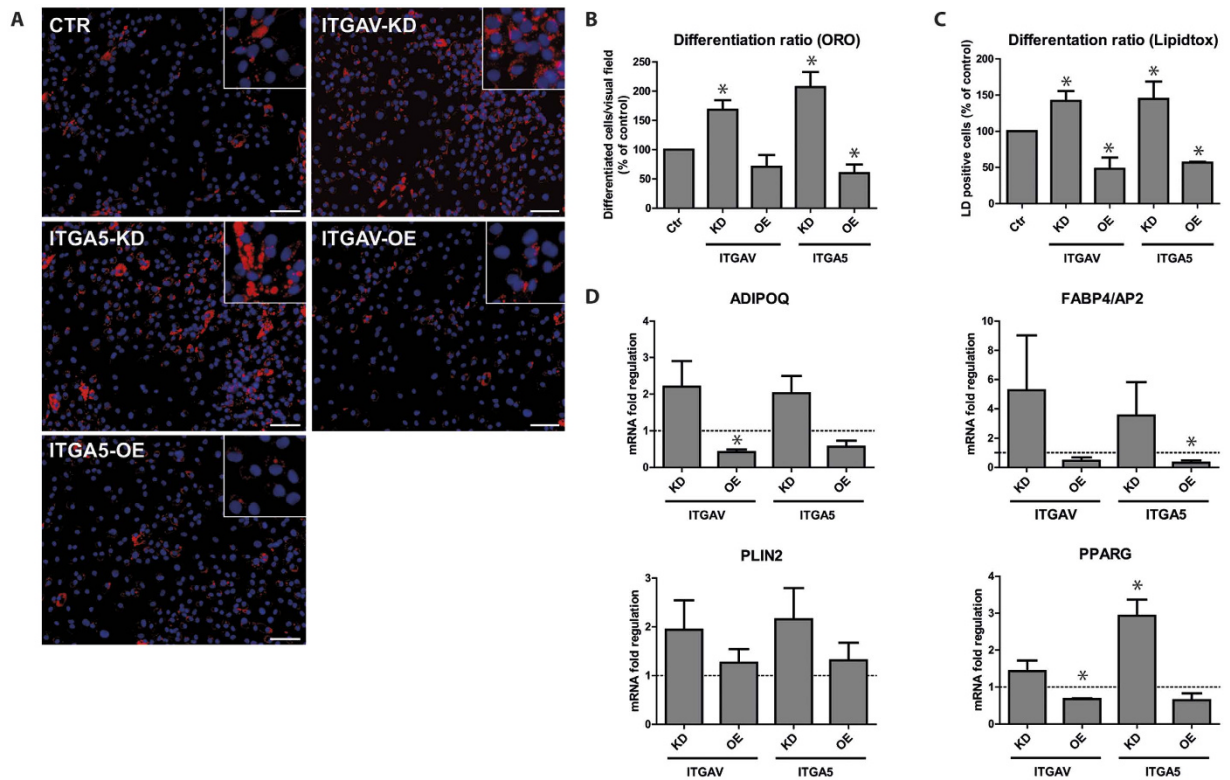 A
CTR
ITGAV-KD
ITGA5-KD
ITGAV-OE
ITGA5-OE
B
Differentiation ratio (ORO)
Differentiated cells/visual field
(% of control)
250
200
150
100
50
0
*
*
*
Ctr
KD
OE
KD
OE
ITGAV
ITGA5
C
Differentation ratio (Lipidtox)
LD positive cells (% of control)
200
150
100
50
0
*
*
*
*
Ctr
KD
OE
KD
OE
ITGAV
ITGA5
D
ADIPOQ
mRNA fold regulation
4
3
2
1
0
*
KD
OE
KD
OE
ITGAV
ITGA5
FABP4/AP2
mRNA fold regulation
10
8
6
4
2
0
*
KD
OE
KD
OE
ITGAV
ITGA5
PLIN2
mRNA fold regulation
3
2
1
0
KD
OE
KD
OE
ITGAV
ITGA5
PPARG
mRNA fold regulation
4
3
2
1
0
*
*
KD
OE
KD
OE
ITGAV
ITGA5